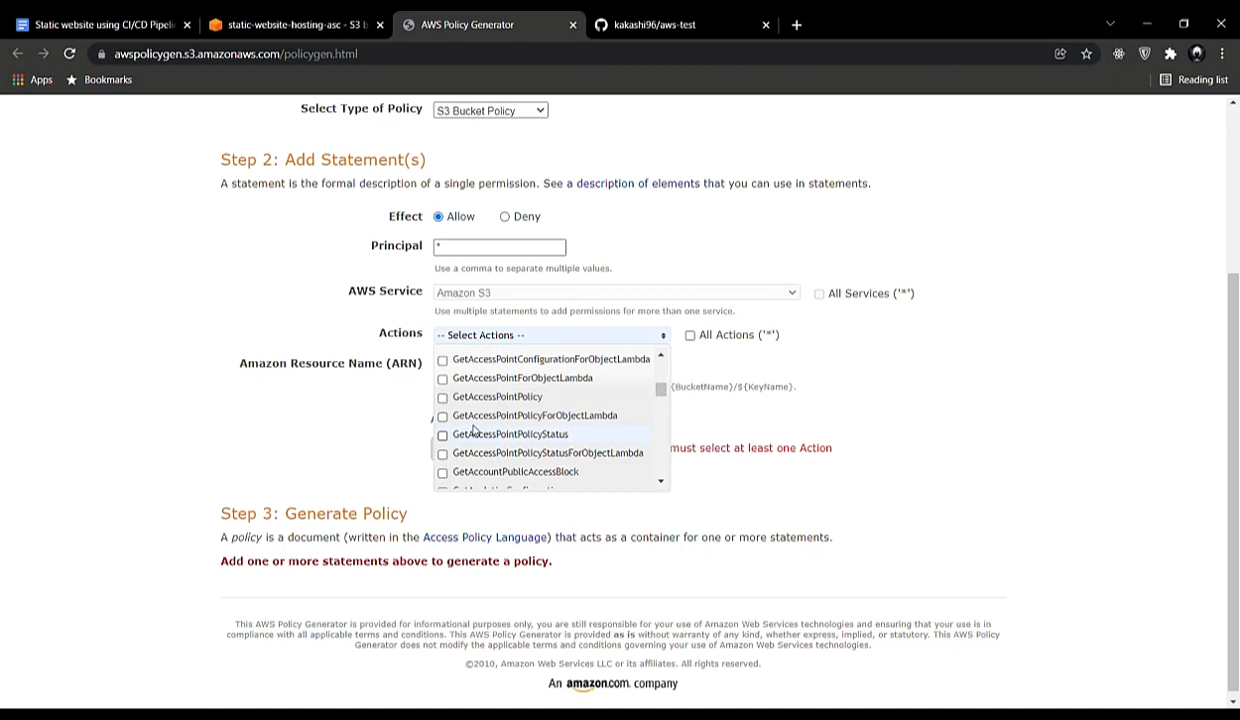 Static website using CI/CD Pipeli
static-website-hosting-asc - S3 b
AWS Policy Generator
kakashi96/aws-test
awspolicygen.s3.amazonaws.com/policygen.html
Apps
Bookmarks
Reading list
Select Type of Policy
S3 Bucket Policy
Step 2: Add Statement(s)
A statement is the formal description of a single permission. See a description of elements that you can use in statements.
Effect
Allow
Deny
Principal
*
Use a comma to separate multiple values.
AWS Service
Amazon S3
All Services ('*')
Use multiple statements to add permissions for more than one service.
Actions
-- Select Actions --
All Actions ('*')
GetAccessPointConfigurationForObjectLambda
Amazon Resource Name (ARN)
GetAccessPointForObjectLambda
{BucketName}/${KeyName}.
GetAccessPointPolicy
GetAccessPointPolicyForObjectLambda
GetAccessPointPolicyStatus
must select at least one Action
GetAccessPointPolicyStatusForObjectLambda
GetAccountPublicAccessBlock
Step 3: Generate Policy
A policy is a document (written in the Access Policy Language) that acts as a container for one or more statements.
Add one or more statements above to generate a policy.
This AWS Policy Generator is provided for informational purposes only, you are still responsible for your use of Amazon Web Services technologies and ensuring that your use is in
compliance with all applicable terms and conditions. This AWS Policy Generator is provided as is without warranty of any kind, whether express, implied, or statutory. This AWS Policy
Generator does not modify the applicable terms and conditions governing your use of Amazon Web Services technologies.
©2010, Amazon Web Services LLC or its affiliates. All rights reserved.
An amazon.com. company